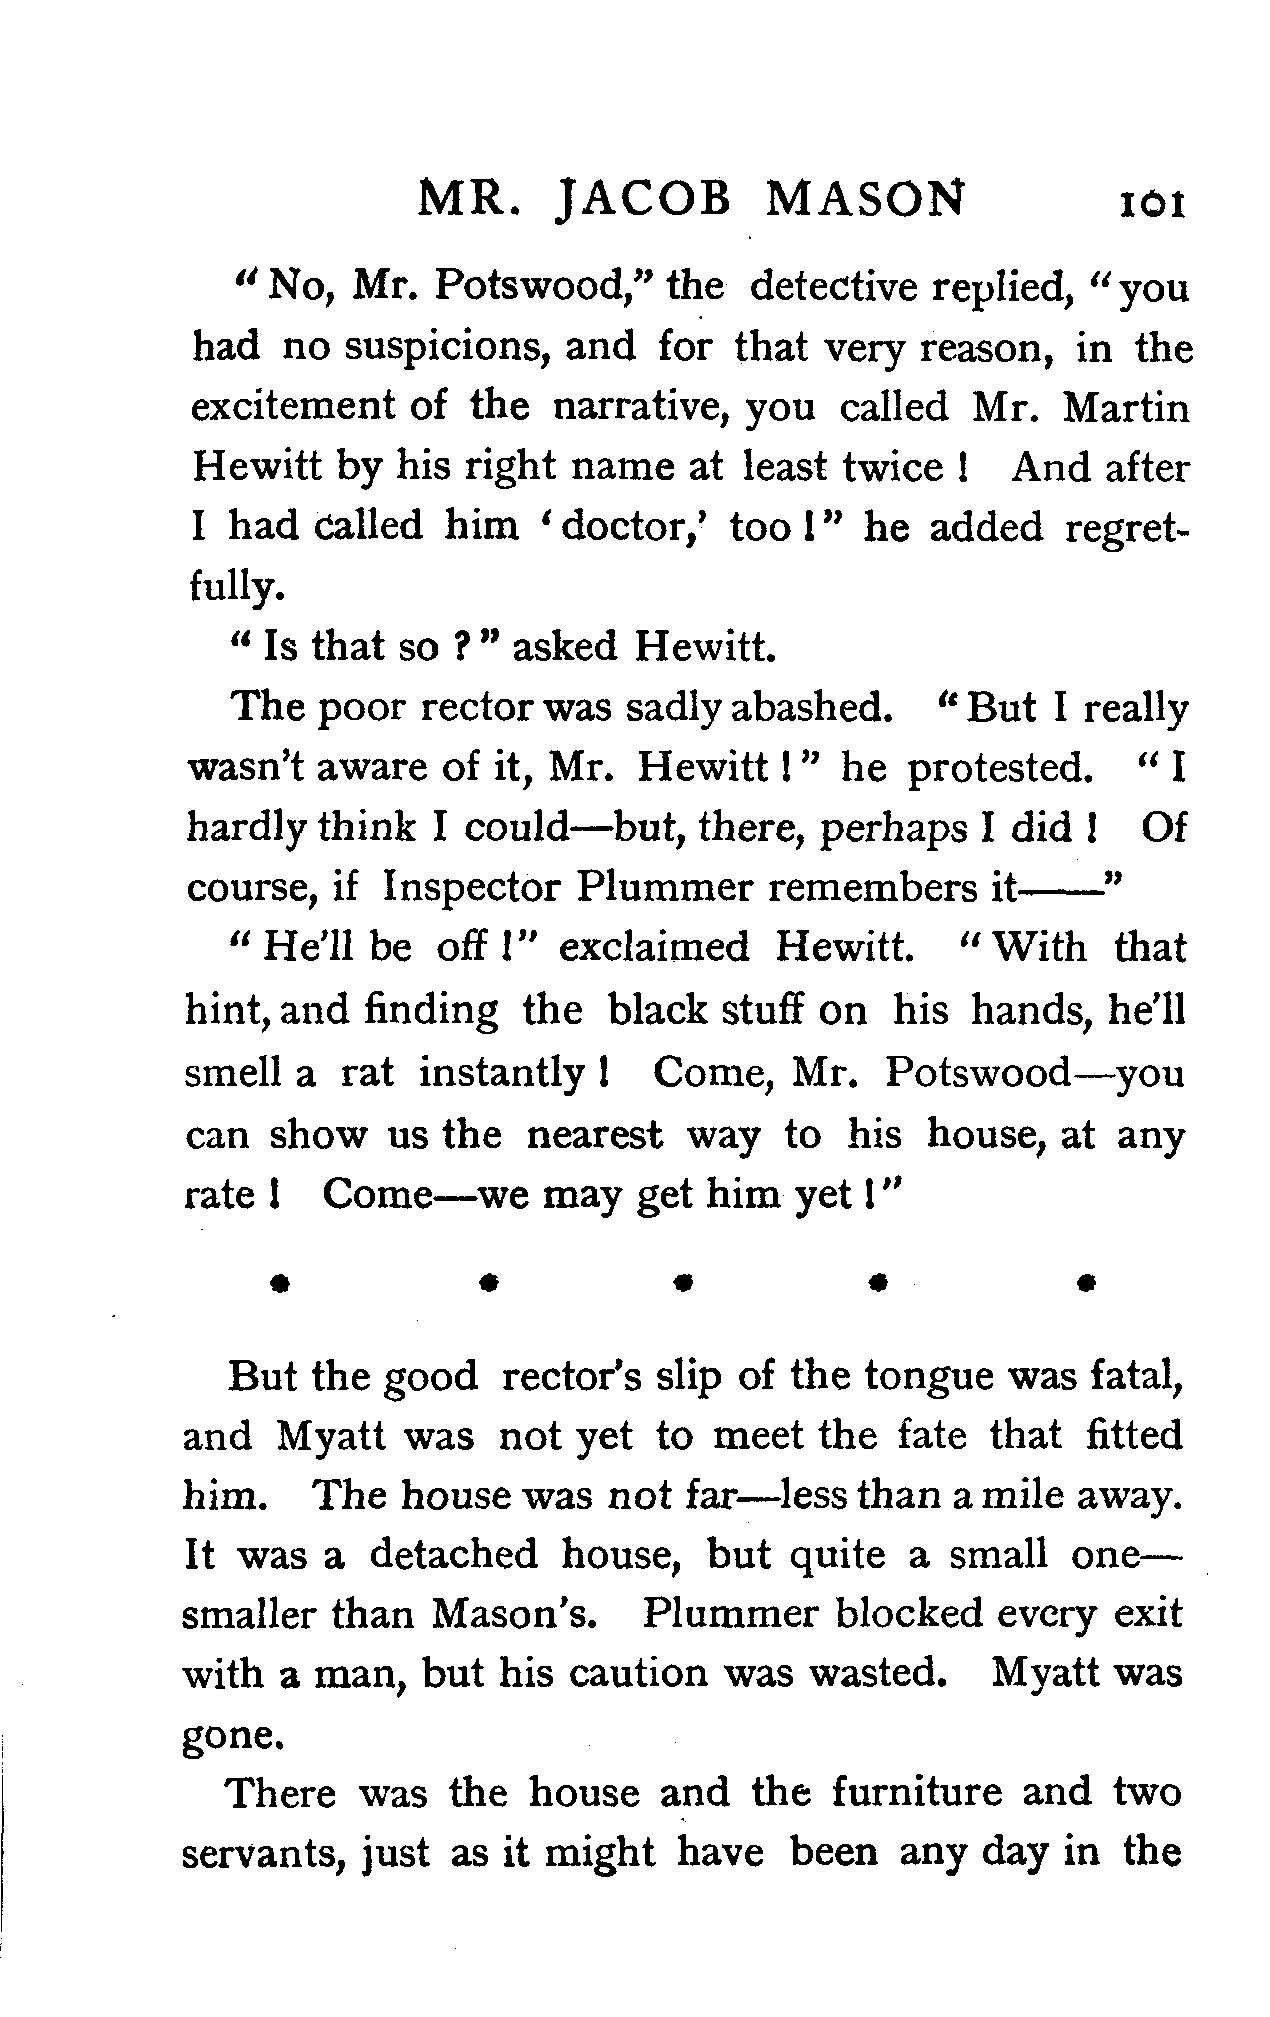 MR. JACOB MASON 101
“ No, Mr. Potswood,” the detective replied, “ you
had no suspicions, and for that very reason, in the
excitement of the narrative, you called Mr. Martin
Hewitt by his right name at least twice ! And after
I had called him ‘ doctor,’ too !” he added regret-
fully.
“ Is that so ? ” asked Hewitt.
The poor rector was sadly abashed. “ But I really
wasn’t aware of it, Mr. Hewitt ! ” he protested. “ I
hardly think I could—but, there, perhaps I did ! Of
course, if Inspector Plummer remembers it——”
“ He’ll be off !” exclaimed Hewitt. “ With that
hint, and finding the black stuff on his hands, he’ll
smell a rat instantly ! Come, Mr. Potswood—you
can show us the nearest way to his house, at any
rate ! Come—we may get him yet !”
• • • • •
But the good rector’s slip of the tongue was fatal,
and Myatt was not yet to meet the fate that fitted
him. The house was not far—less than a mile away.
It was a detached house, but quite a small one—
smaller than Mason’s. Plummer blocked every exit
with a man, but his caution was wasted. Myatt was
gone.
There was the house and the furniture and two
servants, just as it might have been any day in the